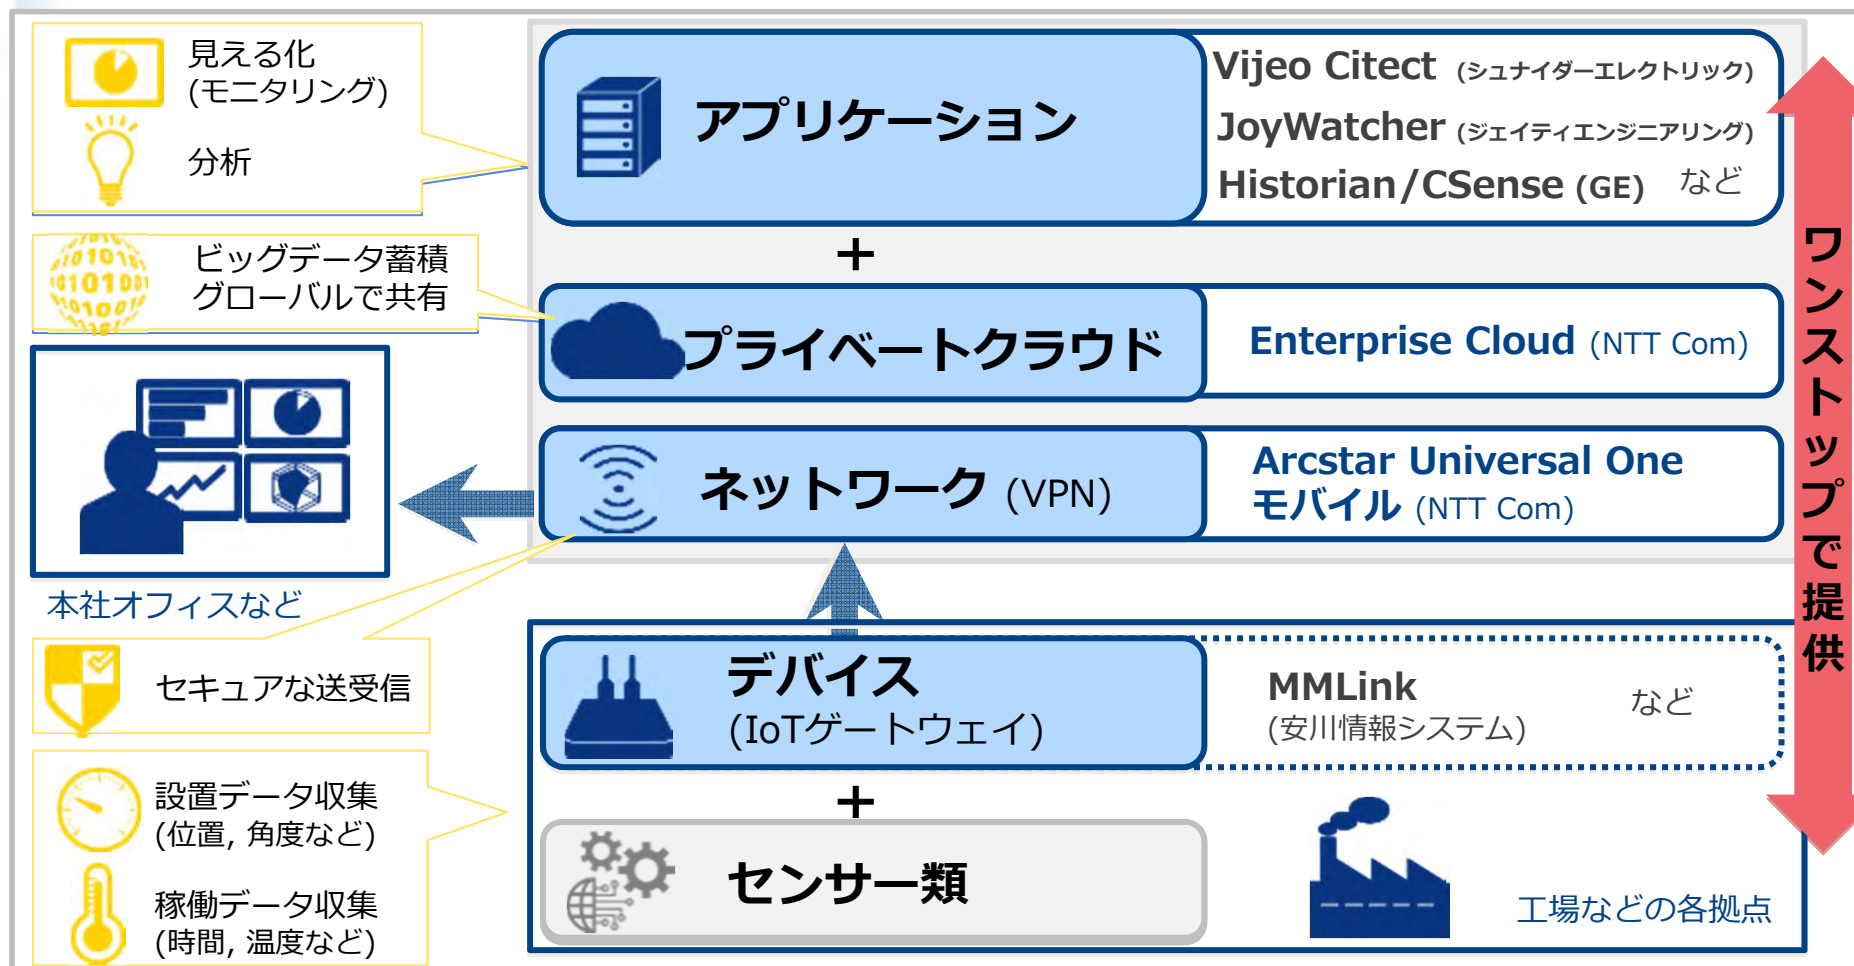 見える化
(モニタリング)
分析
アプリケーション
Vijeo Citect (シュナイダーエレクトリック)
JoyWatcher (ジェイティエンジニアリング)
Historian/CSense (GE) など
+
ビッグデータ蓄積
グローバルで共有
プライベートクラウド
Enterprise Cloud (NTT Com)
ネットワーク (VPN)
Arcstar Universal One
モバイル (NTT Com)
本社オフィスなど
セキュアな送受信
デバイス
(IoTゲートウェイ)
MMLink
(安川情報システム)
など
+
設置データ収集
(位置, 角度など)
稼働データ収集
(時間, 温度など)
センサー類
工場などの各拠点
ワンストップで提供